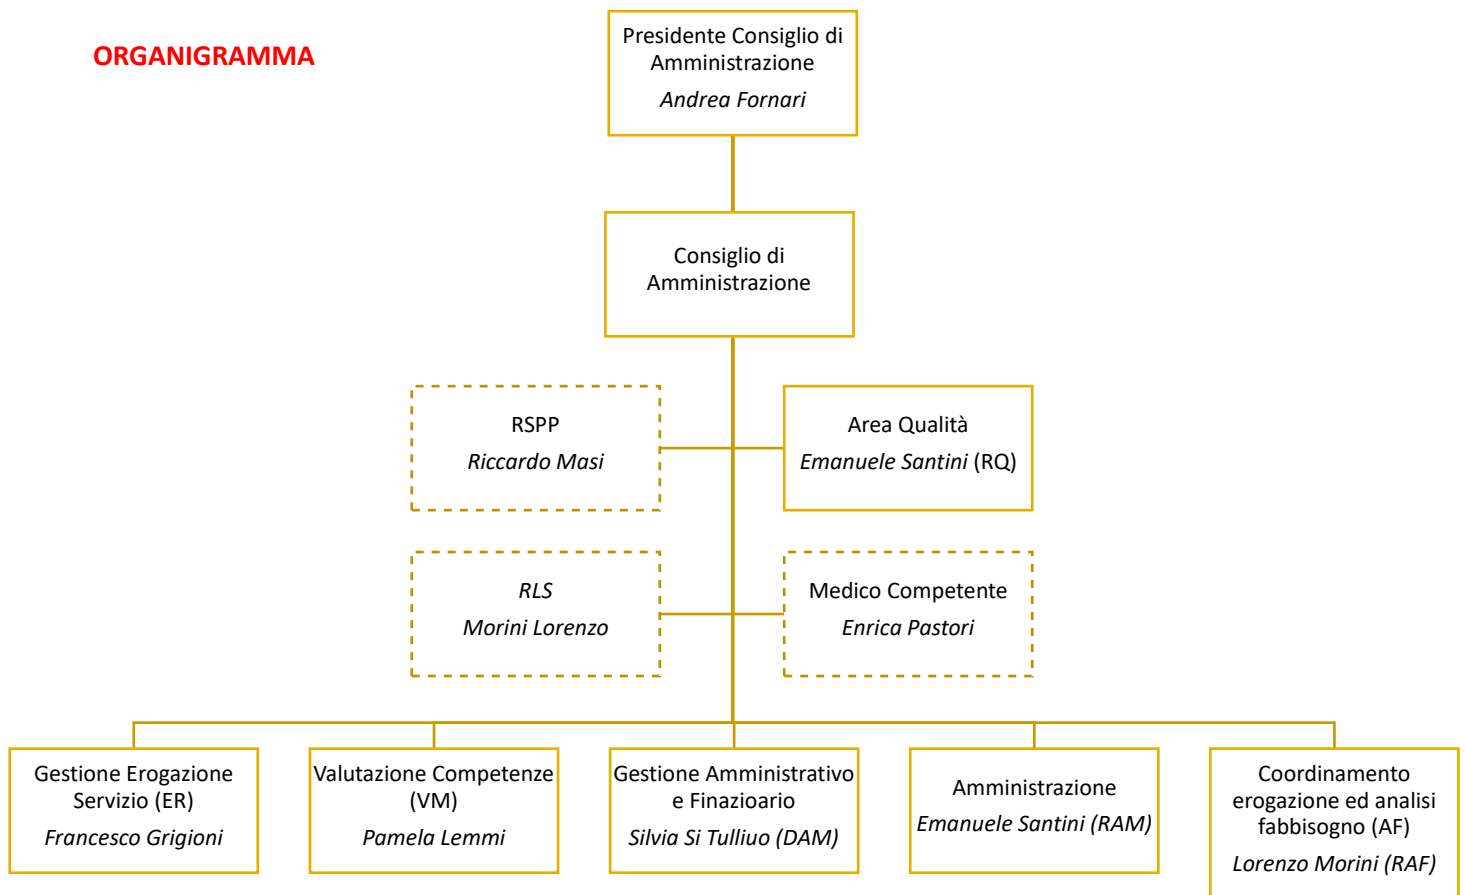 ORGANIGRAMMA
Presidente Consiglio di
Amministrazione
Andrea Fornari
Consiglio di
Amministrazione
RSPP
Riccardo Masi
Area Qualità
Emanuele Santini (RQ)
RLS
Morini Lorenzo
Medico Competente
Enrica Pastori
Gestione Erogazione
Servizio (ER)
Francesco Grigioni
Valutazione Competenze
(VM)
Pamela Lemmi
Gestione Amministrativo
e Finazioario
Silvia Si Tulliuo (DAM)
Amministrazione
Emanuele Santini (RAM)
Coordinamento
erogazione ed analisi
fabbisogno (AF)
Lorenzo Morini (RAF)